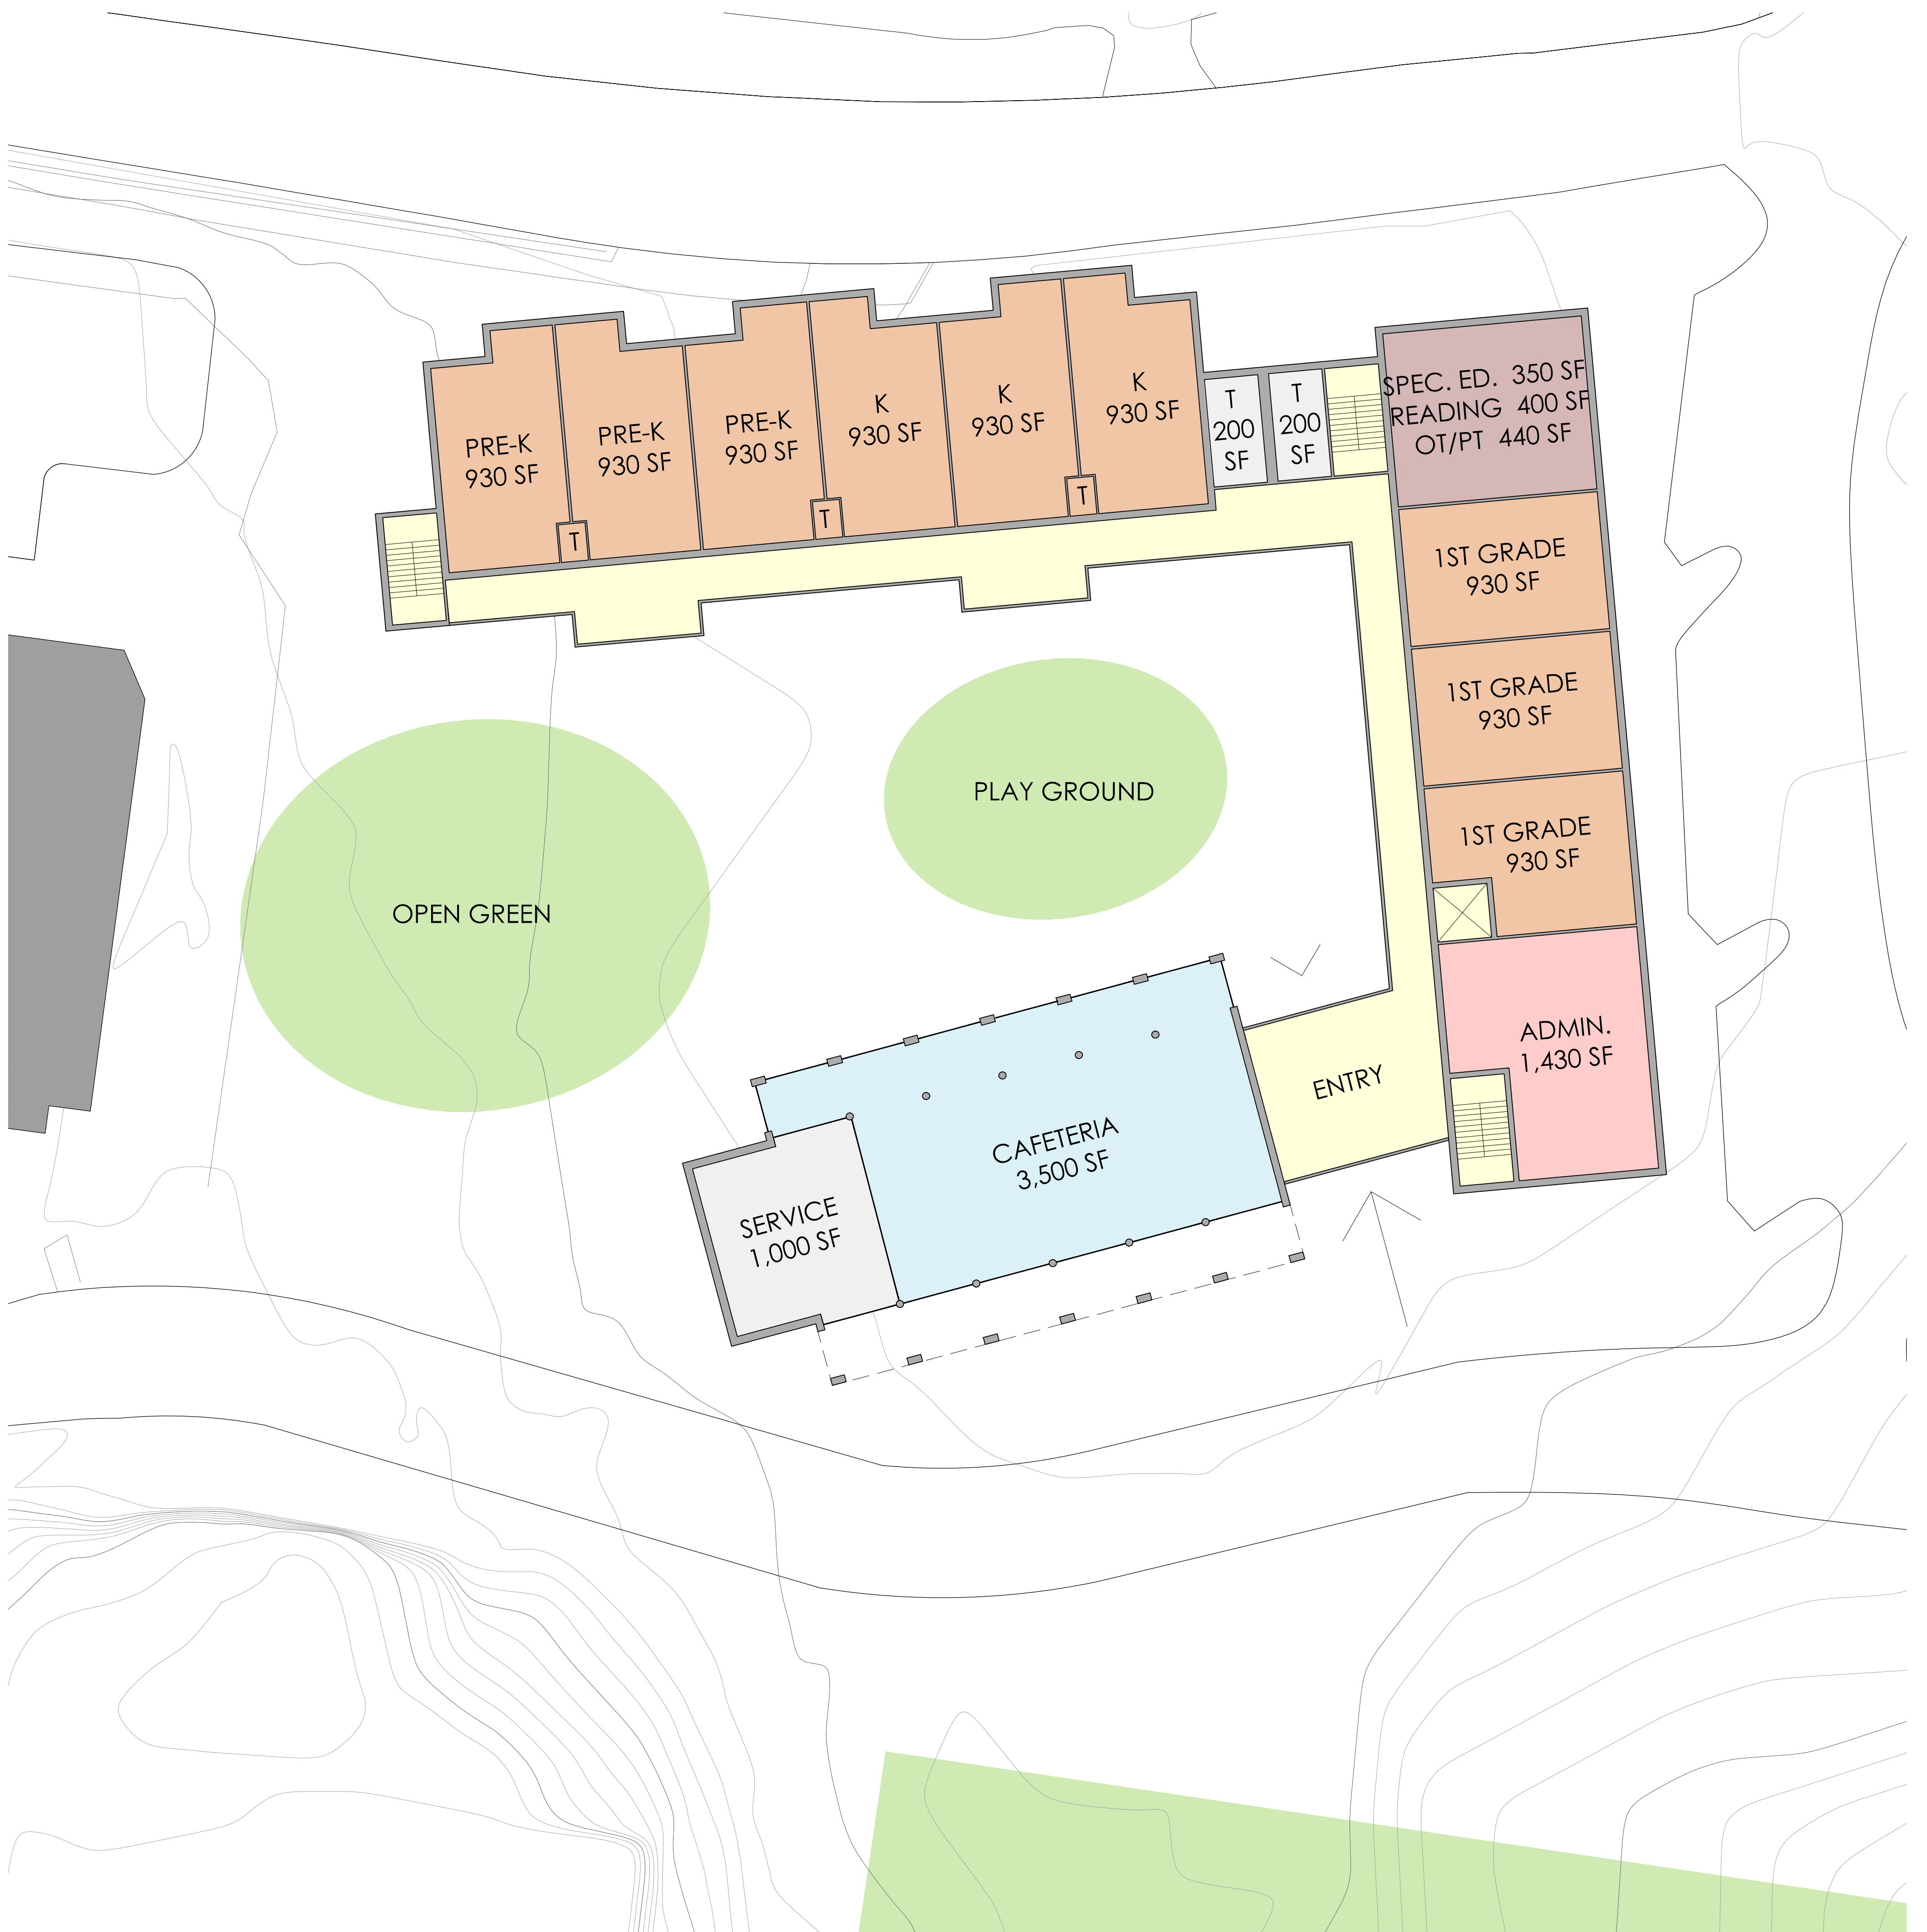 PRE-K
930 SF
PRE-K
930 SF
PRE-K
930 SF
K
930 SF
K
930 SF
K
930 SF
T
T
T
T
200
SF
T
200
SF
SPEC. ED. 350 SF
READING 400 SF
OT/PT 440 SF
1ST GRADE
930 SF
1ST GRADE
930 SF
1ST GRADE
930 SF
PLAY GROUND
OPEN GREEN
ADMIN.
1,430 SF
ENTRY
CAFETERIA
3,500 SF
SERVICE
1,000 SF